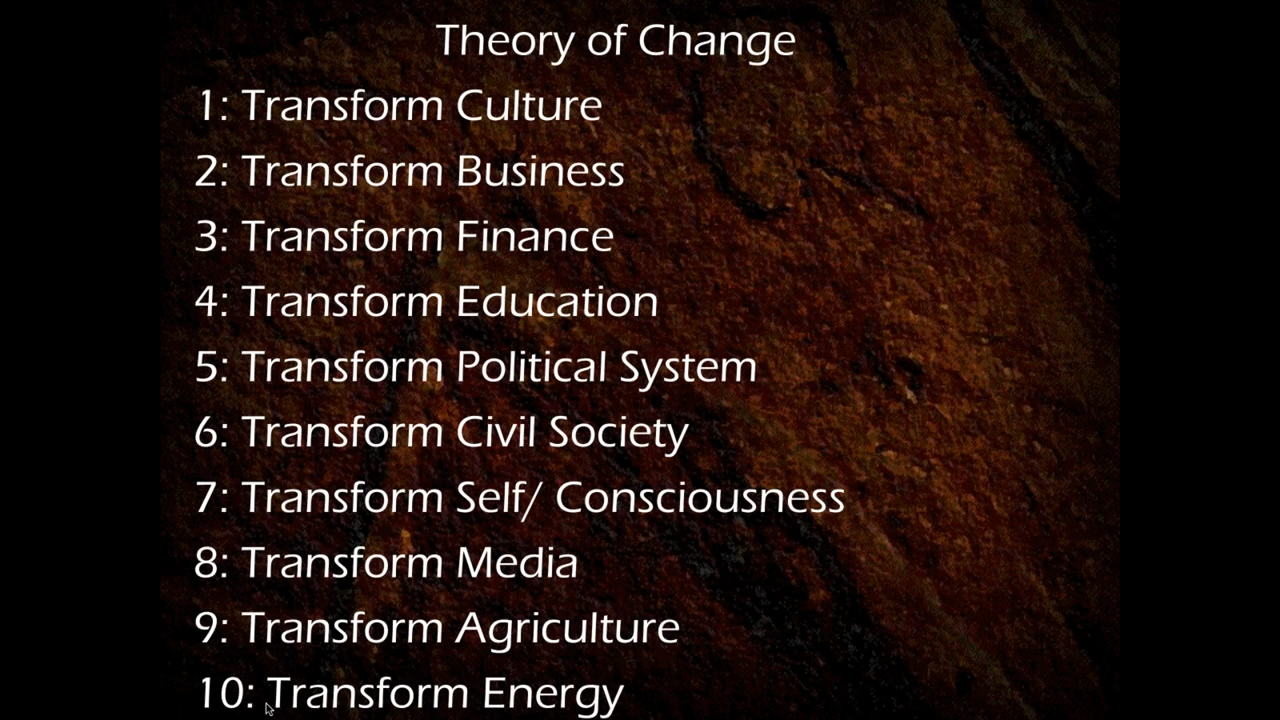 Theory of Change
1: Transform Culture
2: Transform Business
3: Transform Finance
4: Transform Education
5: Transform Political System
6: Transform Civil Society
7: Transform Self/ Consciousness
8: Transform Media
9: Transform Agriculture
10: Transform Energy